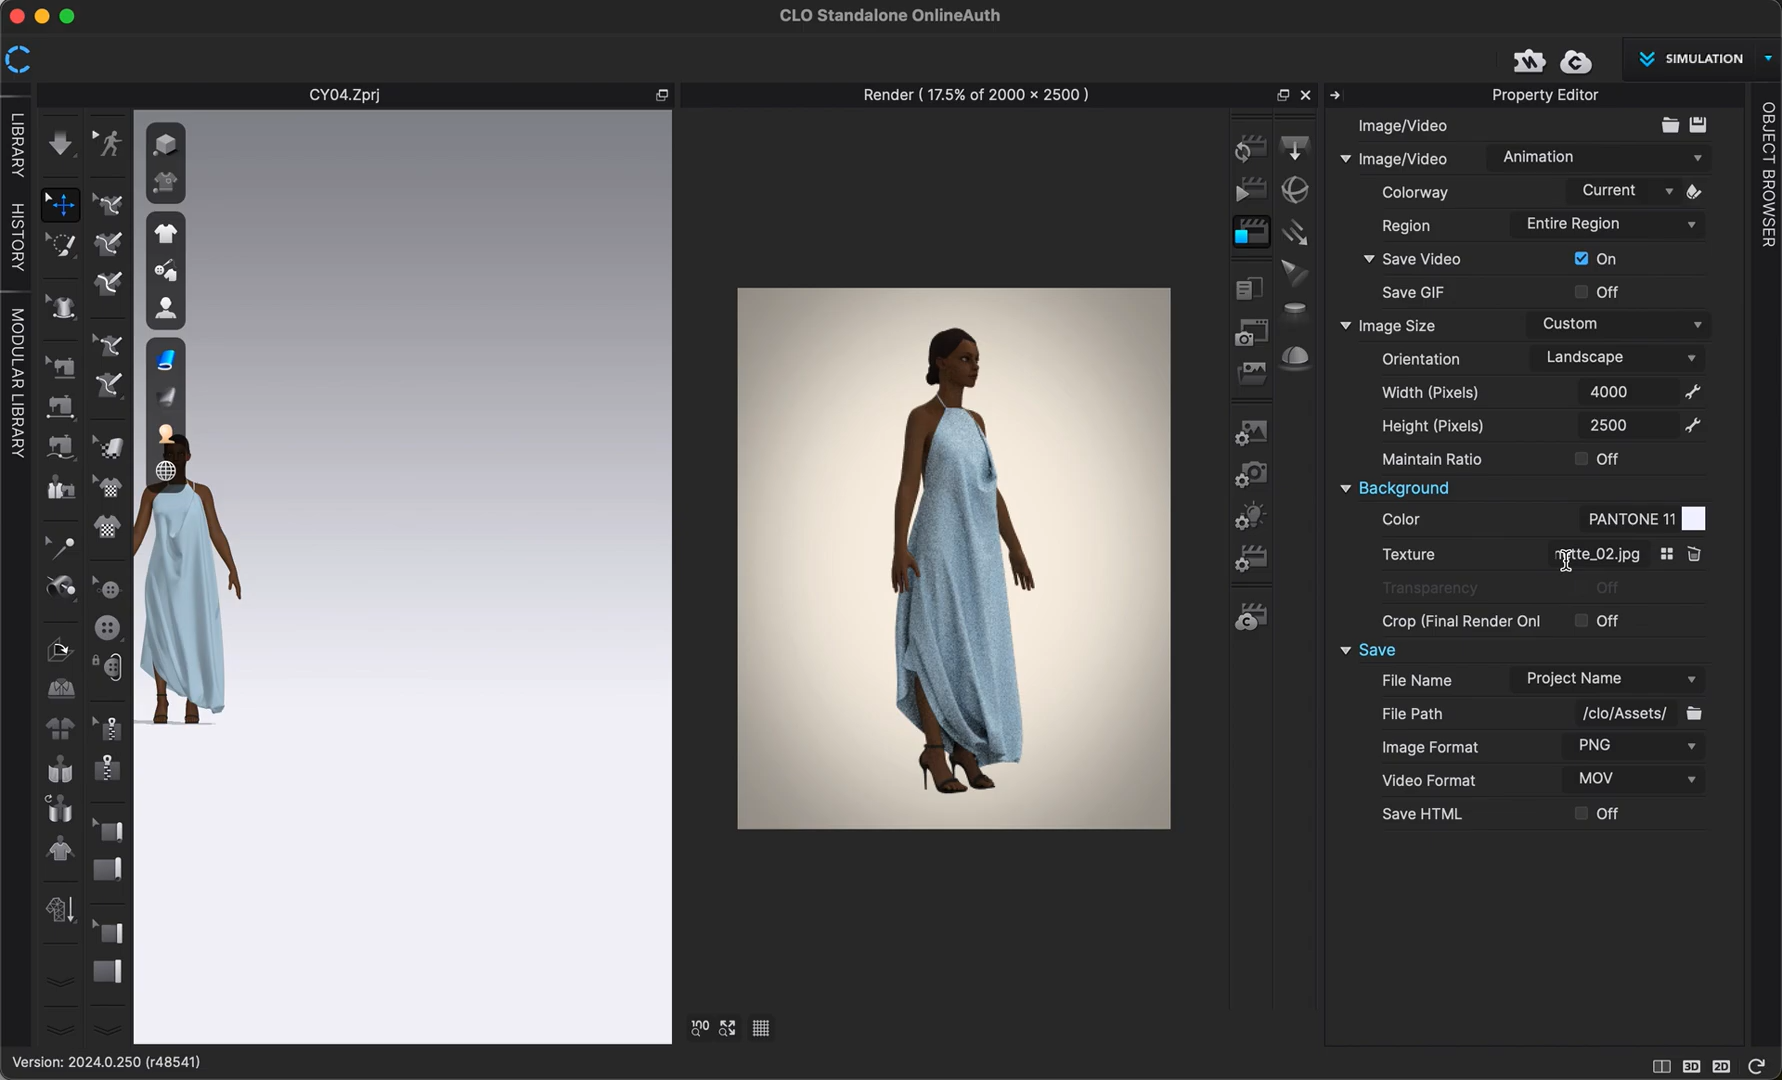 CLO Standalone OnlineAuth
SIMULATION
LIBRARY
HISTORY
MODULAR LIBRARY
CY04.Zprj
Render ( 17.5% of 2000 × 2500 )
Property Editor
OBJECT BROWSER
Image/Video
Image/Video Animation
Colorway Current
Region Entire Region
Save Video On
Save GIF Off
Image Size Custom
Orientation Landscape
Width (Pixels) 4000
Height (Pixels) 2500
Maintain Ratio Off
Background
Color PANTONE 11
Texture _02.jpg
Transparency Off
Crop (Final Render Onl Off
Save
File Name Project Name
File Path /clo/Assets/
Image Format PNG
Video Format MOV
Save HTML Off
100
Version: 2024.0.250 (r48541)
3D
2D